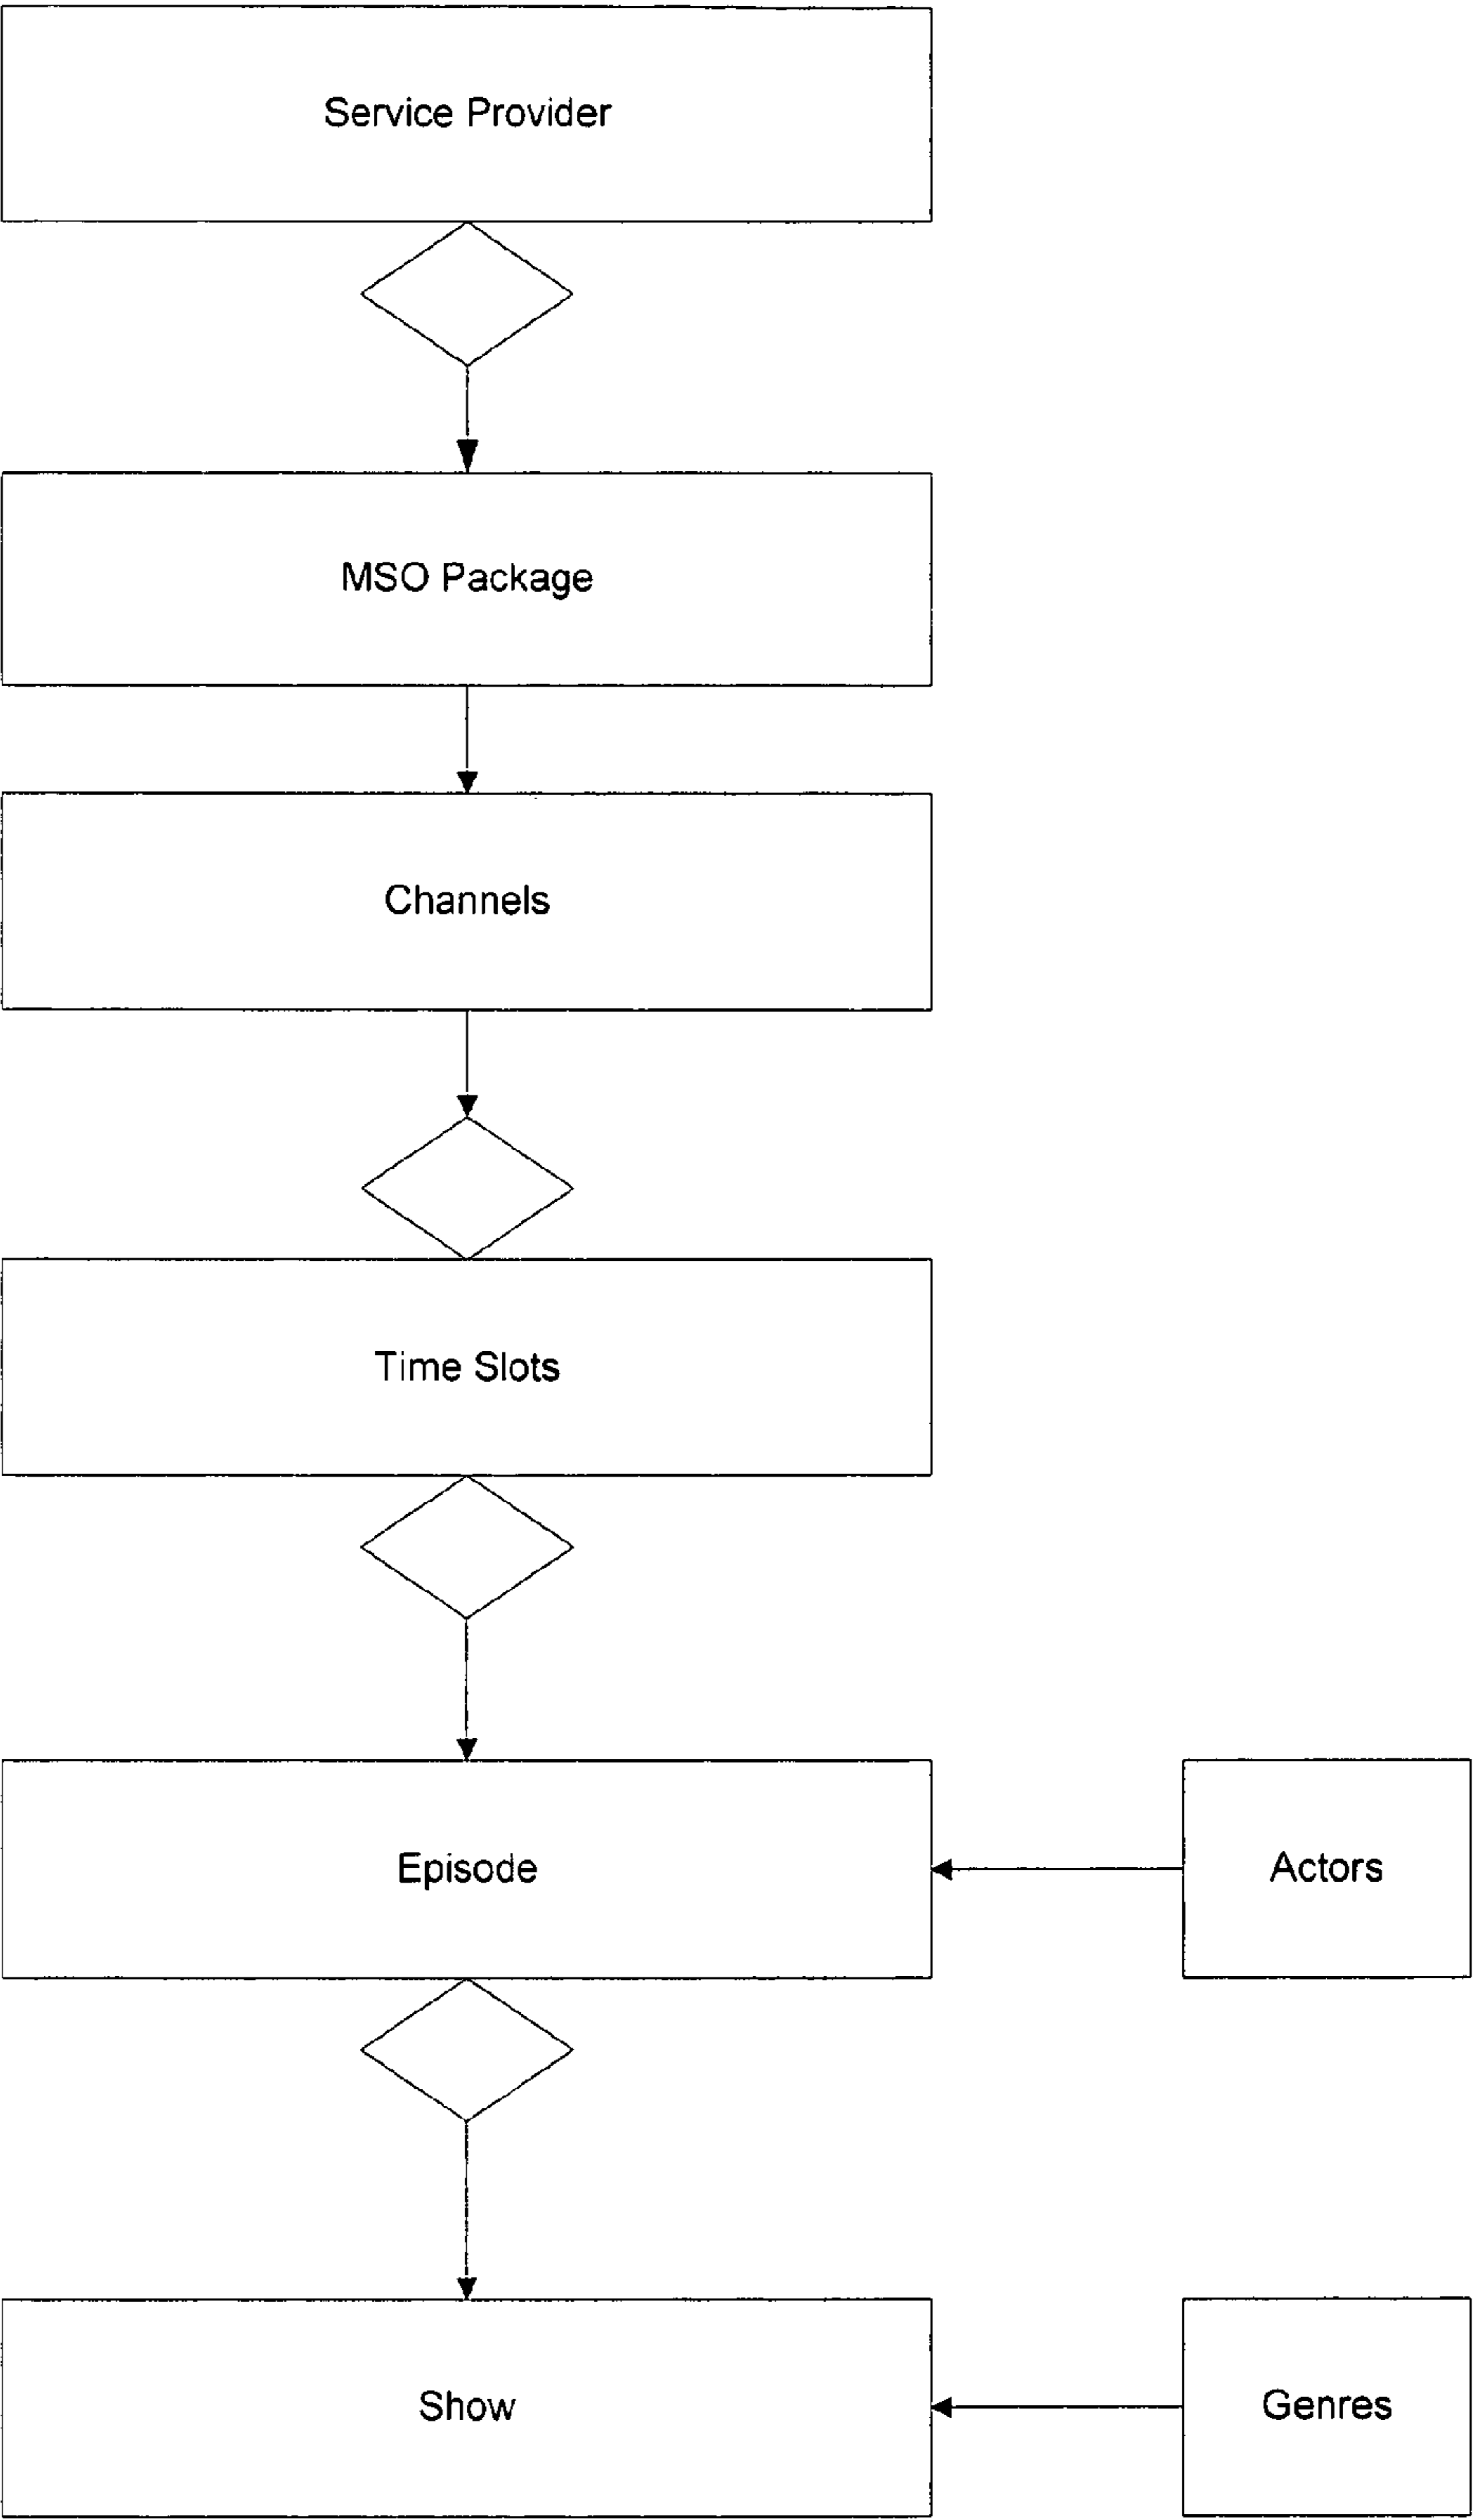 Service Provider
MSO Package
Channels
Time Slots
Episode
Actors
Show
Genres